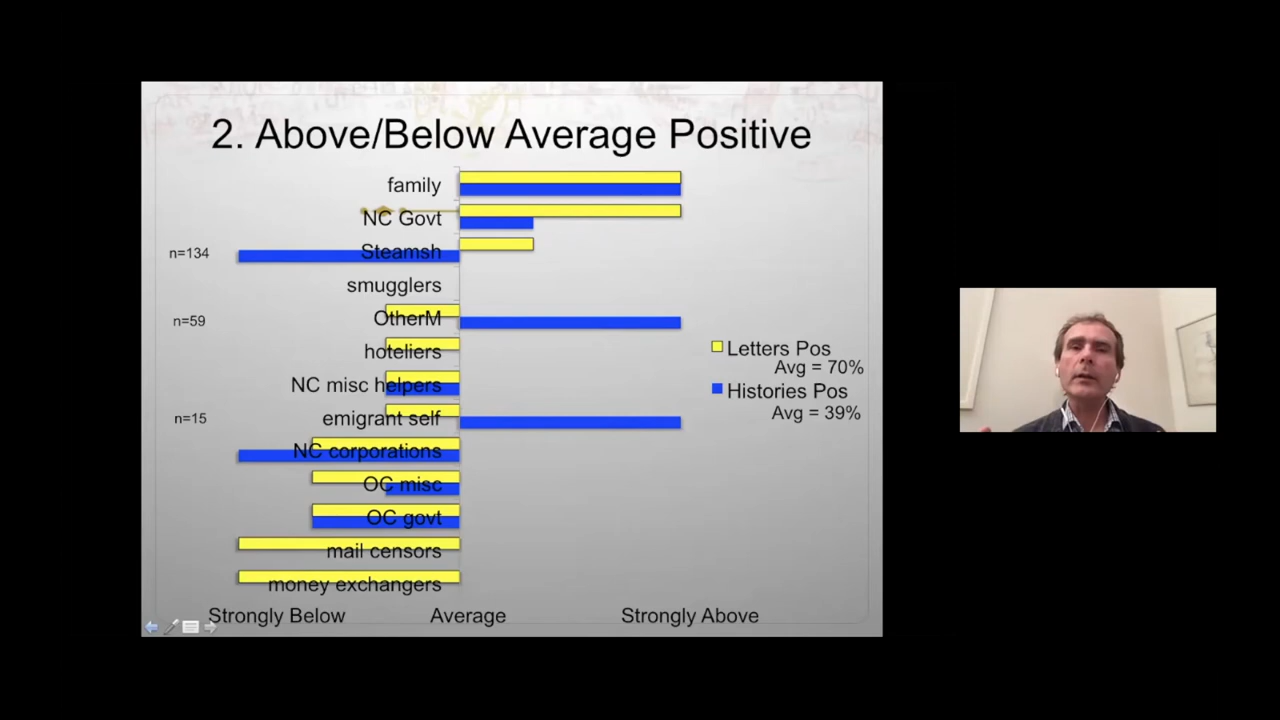 2. Above/Below Average Positive
family
NC Govt
n=134
Steamsh
smugglers
n=59
OtherM
hoteliers
NC misc helpers
n=15
emigrant self
NC corporations
OC misc
OC govt
mail censors
money exchangers
Strongly Below
Average
Strongly Above
Letters Pos
Avg = 70%
Histories Pos
Avg = 39%